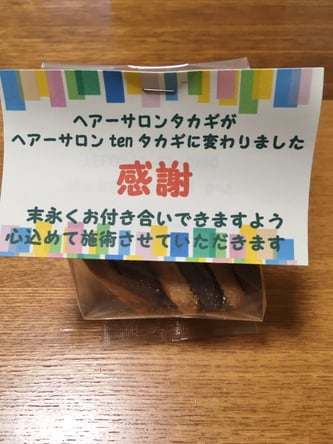 ヘアーサロンタカギが
ヘアーサロン ten タカギに変わりました
感謝
末永くお付き合いできますよう
心込めて施術させていただきます